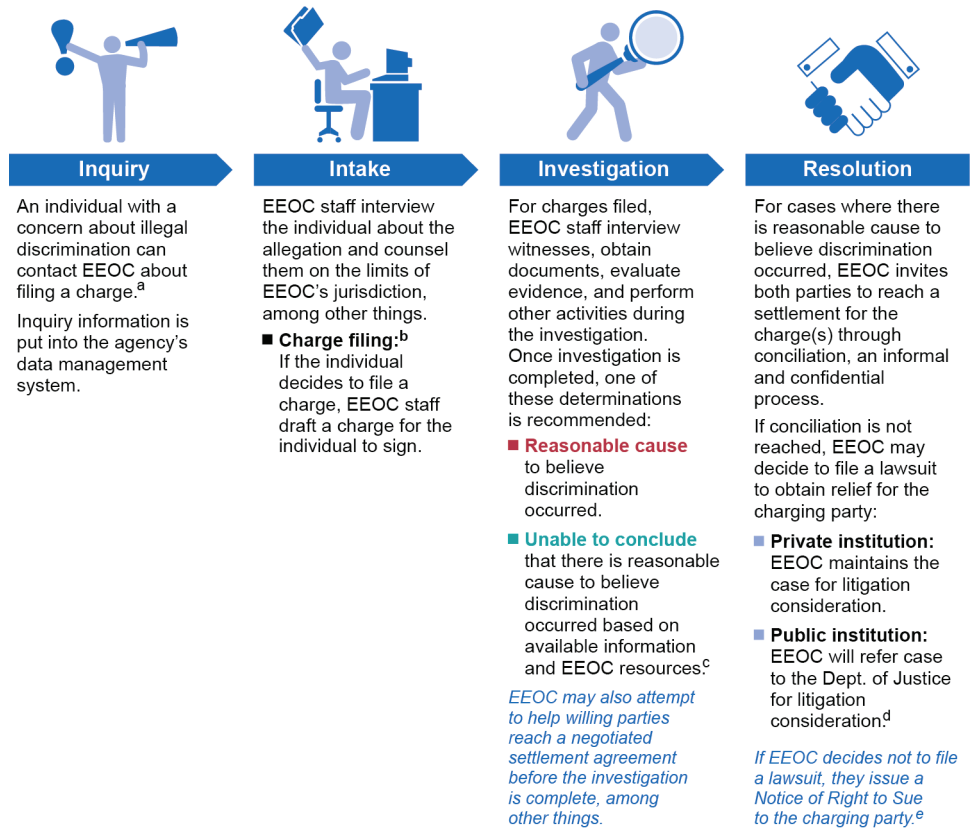 Inquiry
An individual with a
concern about illegal
discrimination can
contact EEOC about
filing a charge.a
Inquiry information is
put into the agency’s
data management
system.
Intake
EEOC staff interview
the individual about the
allegation and counsel
them on the limits of
EEOC’s jurisdiction,
among other things.
■ Charge filing:b
If the individual
decides to file a
charge, EEOC staff
draft a charge for the
individual to sign.
Investigation
For charges filed,
EEOC staff interview
witnesses, obtain
documents, evaluate
evidence, and perform
other activities during
the investigation.
Once investigation is
completed, one of
these determinations
is recommended:
■ Reasonable cause
to believe
discrimination
occurred.
■ Unable to conclude
that there is reasonable
cause to believe
discrimination
occurred based on
available information
and EEOC resources.c
EEOC may also attempt
to help willing parties
reach a negotiated
settlement agreement
before the investigation
is complete, among
other things.
Resolution
For cases where there
is reasonable cause to
believe discrimination
occurred, EEOC invites
both parties to reach a
settlement for the
charge(s) through
conciliation, an informal
and confidential
process.
If conciliation is not
reached, EEOC may
decide to file a lawsuit
to obtain relief for the
charging party:
■ Private institution:
EEOC maintains the
case for litigation
consideration.
■ Public institution:
EEOC will refer case
to the Dept. of Justice
for litigation
consideration.d
If EEOC decides not to file
a lawsuit, they issue a
Notice of Right to Sue
to the charging party.e